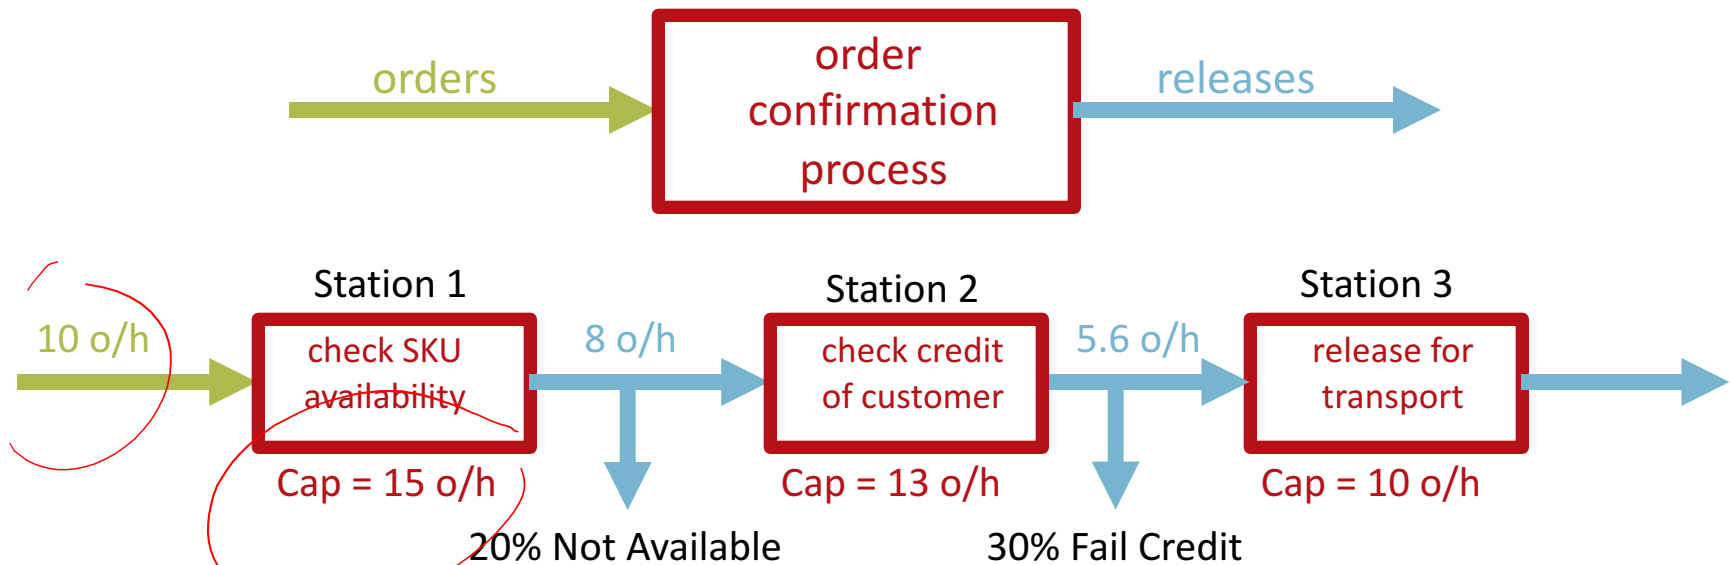 orders
order
confirmation
process
releases
Station 1
Station 2
Station 3
10 o/h
check SKU
availability
8 o/h
check credit
of customer
5.6 o/h
release for
transport
Cap = 15 o/h
Cap = 13 o/h
Cap = 10 o/h
20% Not Available
30% Fail Credit